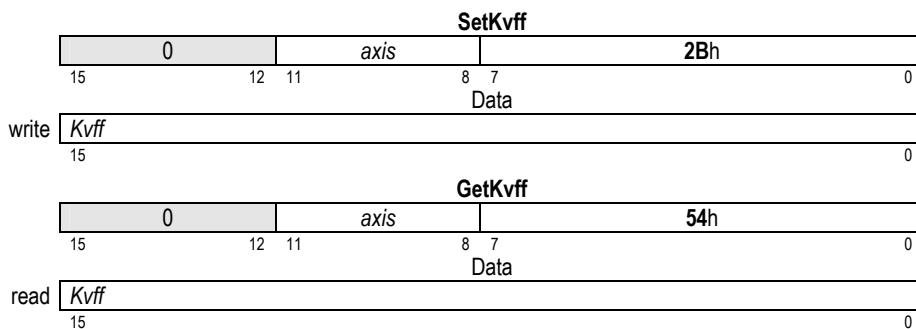 SetKvff
0 axis 2Bh
15 12 11 8 7 0
Data
write Kvff
15 0
GetKvff
0 axis 54h
15 12 11 8 7 0
Data
read Kvff
15 0